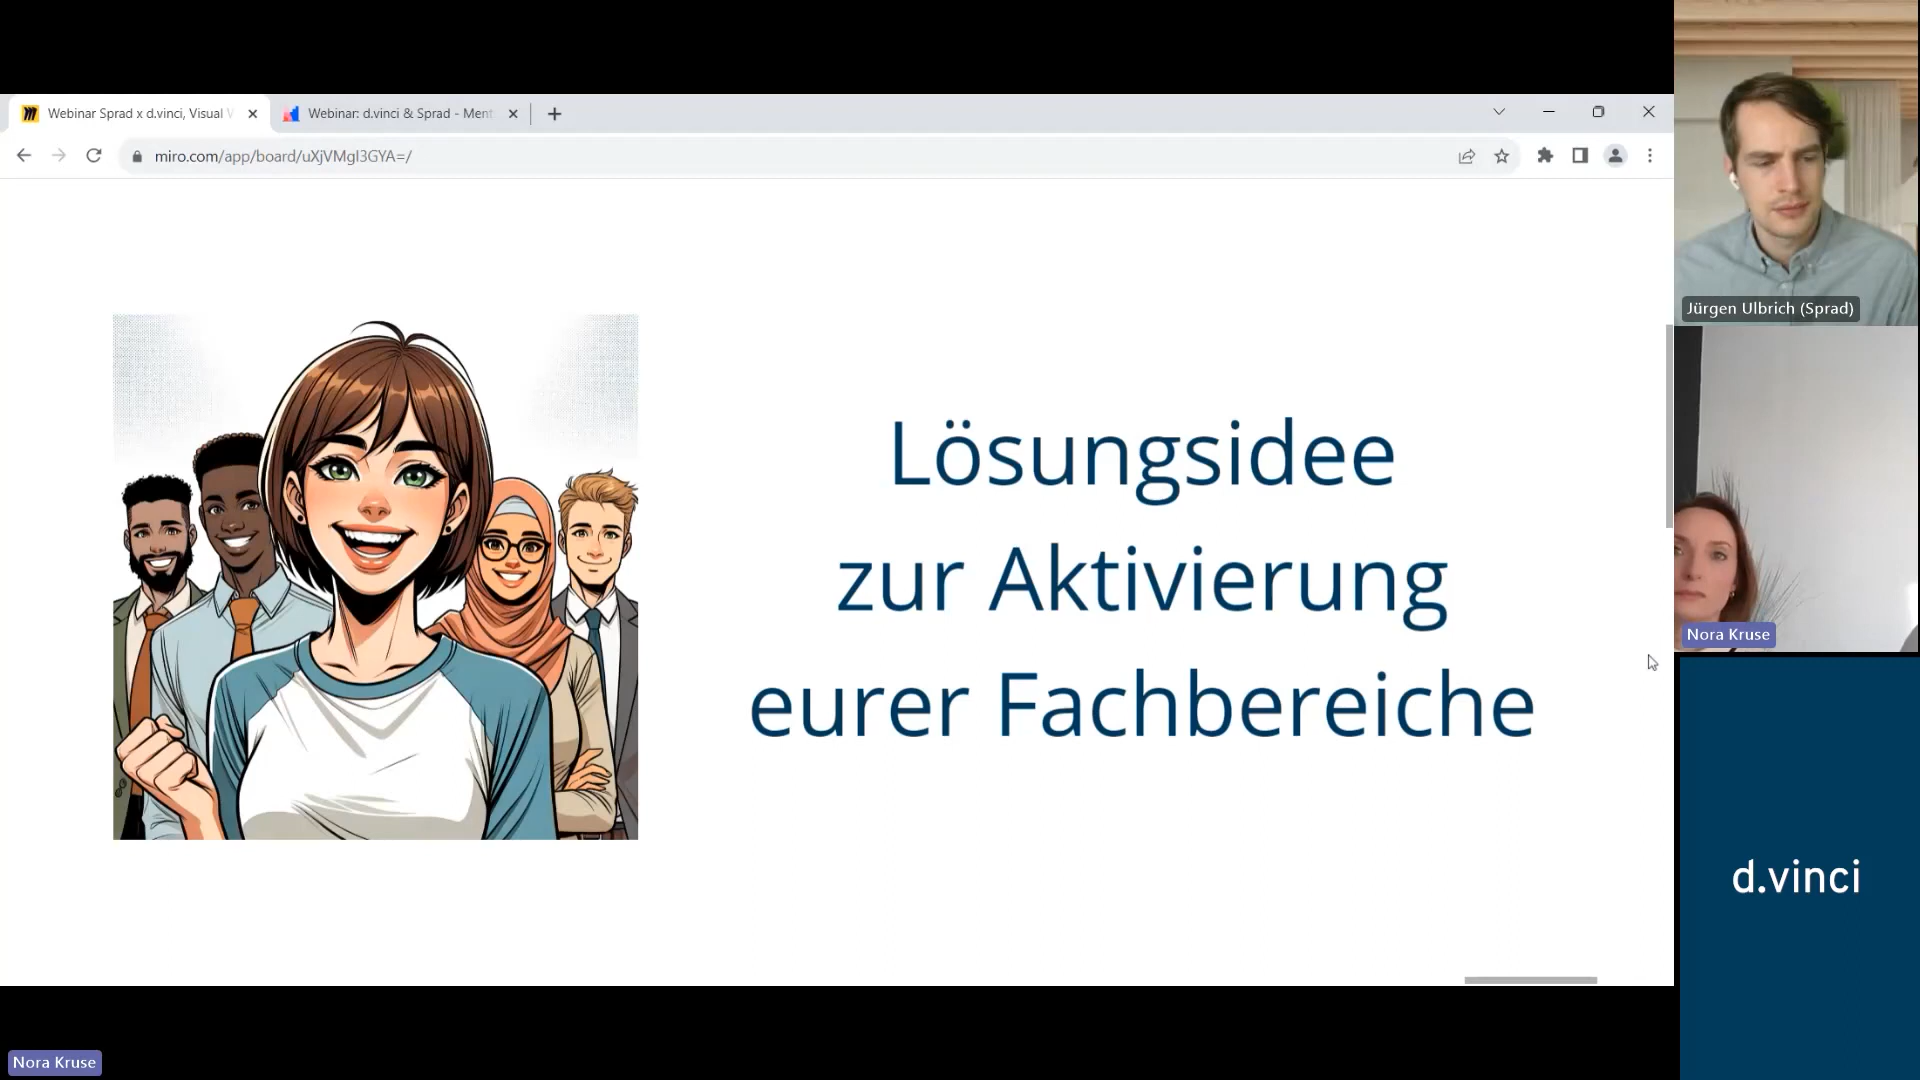 Webinar Sprad x d.vinci, Visual V
Webinar: d.vinci & Sprad - Ment
miro.com/app/board/uXjVMgI3GYA=/
Lösungsidee
zur Aktivierung
eurer Fachbereiche
Jürgen Ulbrich (Sprad)
Nora Kruse
d.vinci
Nora Kruse